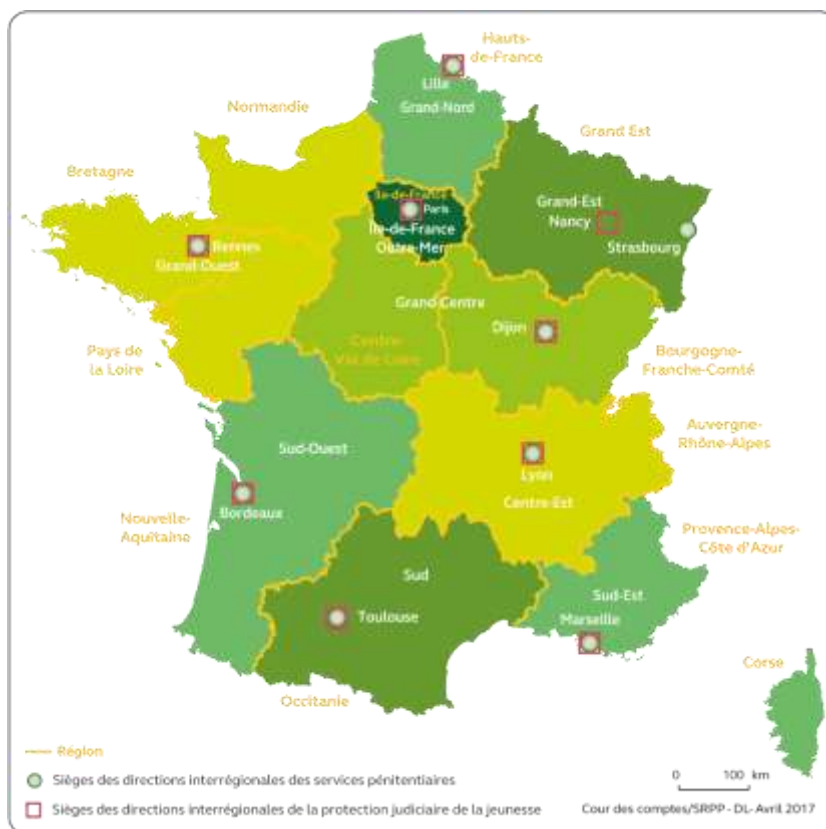 Hauts-
de-France
Lille
Grand-Nord
Normandie
Grand Est
Bretagne
Île-de-France
Paris
Île-de-France
Outre-Mer
Grand-Est
Nancy
Strasbourg
Rennes
Grand-Ouest
Grand Centre
Dijon
Centre-
Val de Loire
Pays de
la Loire
Bourgogne-
Franche-Comté
Auvergne-
Rhône-Alpes
Sud-Ouest
Lyon
Centre-Est
Bordeaux
Nouvelle-
Aquitaine
Provence-Alpes-
Côte d'Azur
Sud
Sud-Est
Toulouse
Marseille
Corse
Occitanie
Région
Sièges des directions interrégionales des services pénitentiaires
0 100 km
Sièges des directions interrégionales de la protection judiciaire de la jeunesse
Cour des comptes/SRPP - DL- Avril 2017